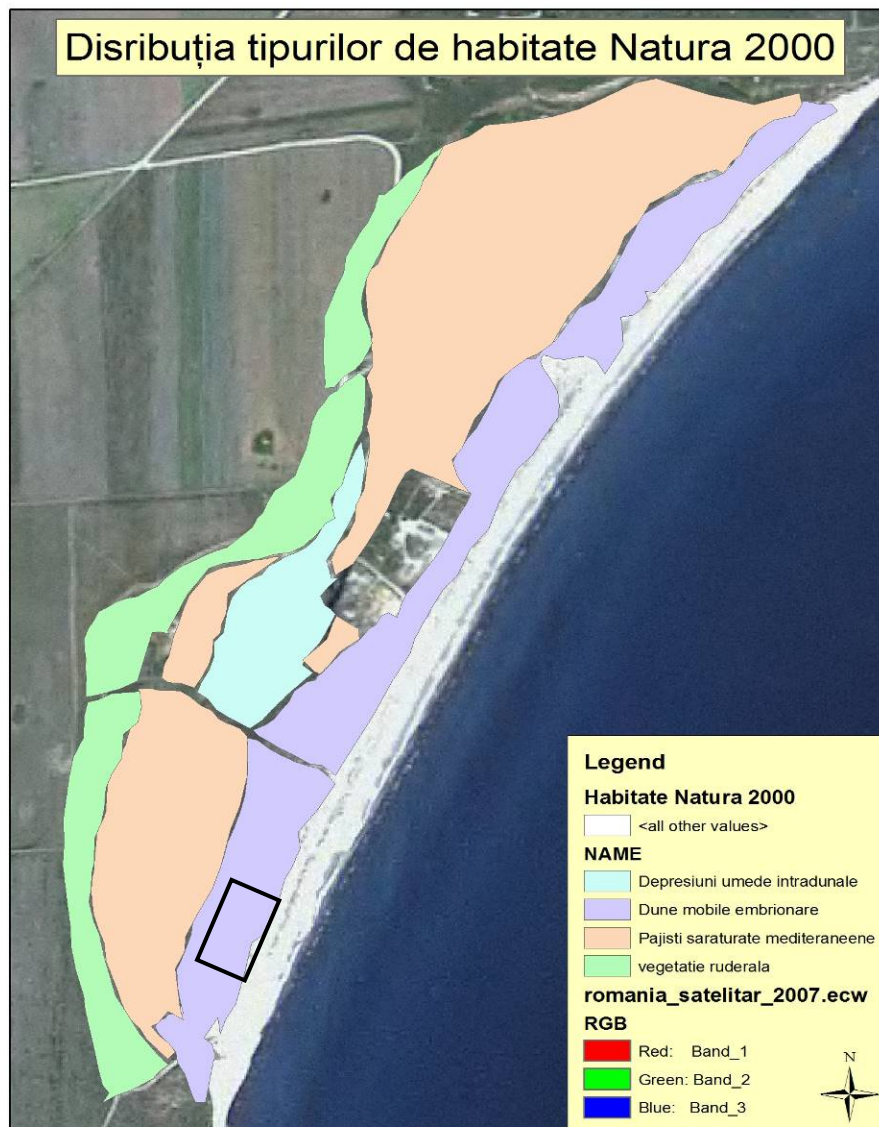 Disribuția tipurilor de habitate Natura 2000
Legend
Habitate Natura 2000
<all other values>
NAME
Depresiuni umede intradunale
Dune mobile embrionare
Pajisti saraturate mediteraneene
vegetatie ruderala
romania_satelitar_2007.ecw
RGB
Red: Band_1
Green: Band_2
Blue: Band_3
N